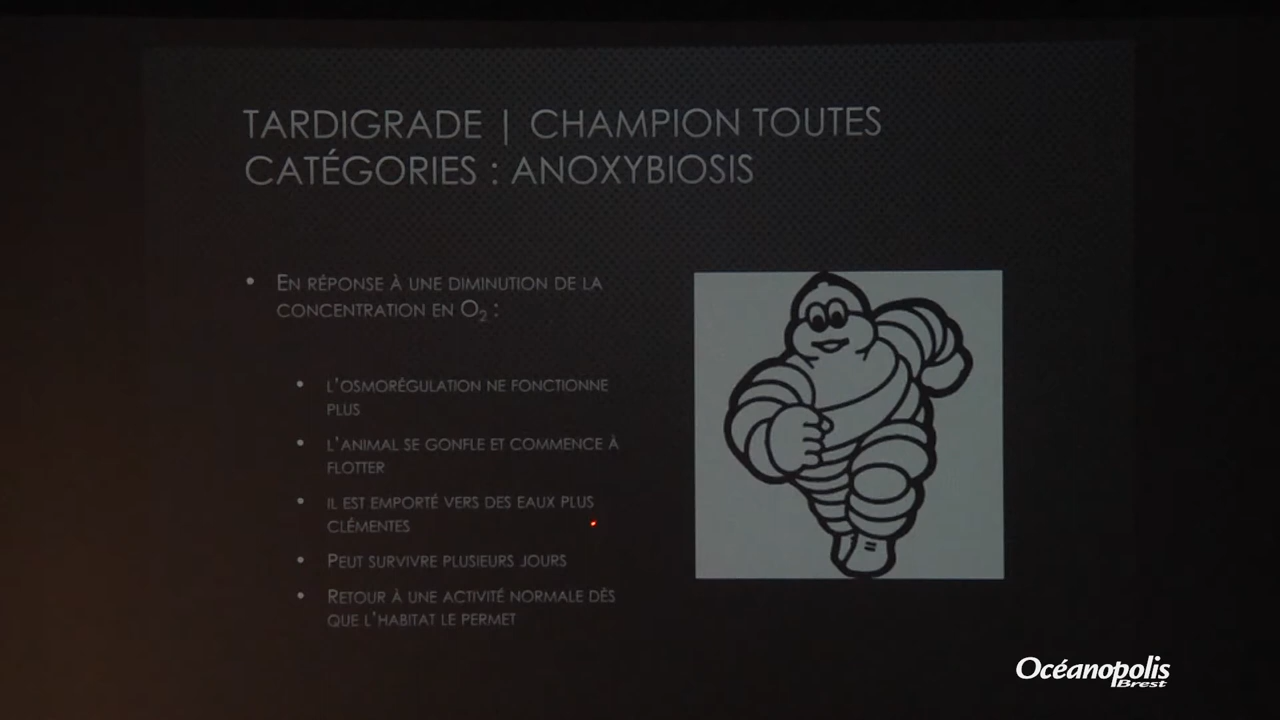 TARDIGRADE | CHAMPION TOUTES
CATÉGORIES : ANOXYBIOSIS
• EN RÉPONSE À UNE DIMINUTION DE LA
CONCENTRATION EN O₂ :
• L'OSMORÉGULATION NE FONCTIONNE
PLUS
• L'ANIMAL SE GONFLE ET COMMENCE À
FLOTTER
• IL EST EMPORTÉ VERS DES EAUX PLUS
CLÉMENTES
• PEUT SURVIVRE PLUSIEURS JOURS
• RETOUR À UNE ACTIVITÉ NORMALE DÈS
QUE L'HABITAT LE PERMET
Océanopolis
Brest